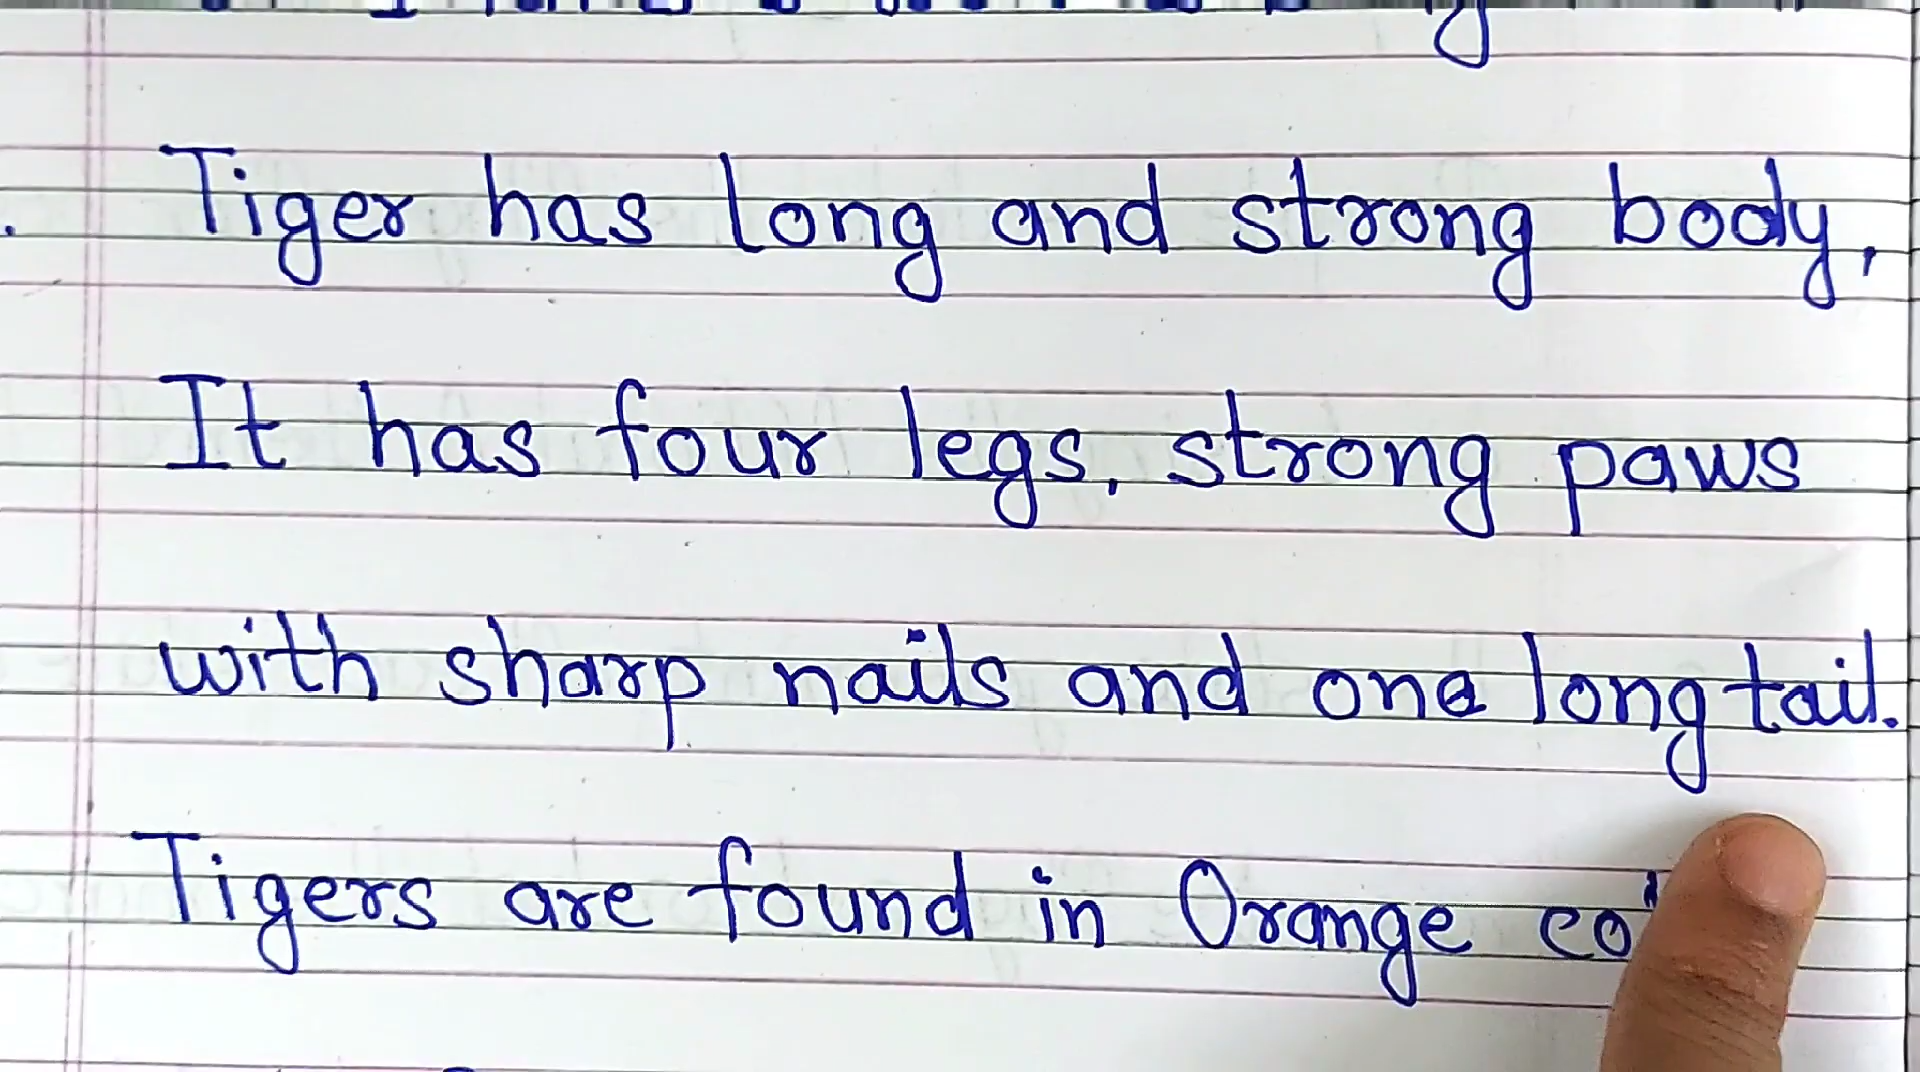 Tiger has long and strong body,
It has four legs, strong paws
with sharp nails and one long tail.
Tigers are found in Orange